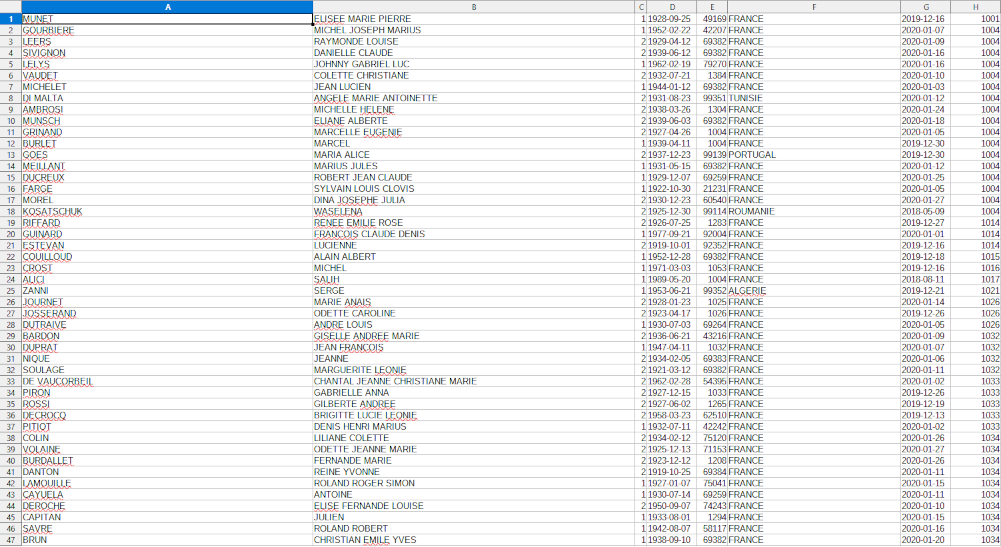 A B C D E F G H
1 MUNET ELISEE MARIE PIERRE 1 1928-09-25 49169 FRANCE 2019-12-16 1001
2 GOURBIERE MICHEL JOSEPH MARIUS 1 1952-02-22 42207 FRANCE 2020-01-07 1004
3 LEERS RAYMONDE LOUISE 2 1929-04-12 69382 FRANCE 2020-01-09 1004
4 SIVIGNON DANIELLE CLAUDE 2 1939-06-12 69382 FRANCE 2020-01-16 1004
5 LELYS JOHNNY GABRIEL LUC 1 1962-02-19 79270 FRANCE 2020-01-16 1004
6 VAUDET COLETTE CHRISTIANE 2 1932-07-21 1384 FRANCE 2020-01-10 1004
7 MICHELET JEAN LUCIEN 1 1944-01-12 69382 FRANCE 2020-01-03 1004
8 DI MALTA ANGELE MARIE ANTOINETTE 2 1931-08-23 99351 TUNISIE 2020-01-12 1004
9 AMBROSI MICHELLE HELENE 2 1938-03-26 1304 FRANCE 2020-01-24 1004
10 MUNSCH ELIANE ALBERTE 2 1939-06-03 69382 FRANCE 2020-01-18 1004
11 GRINAND MARCELLE EUGENIE 2 1927-04-26 1004 FRANCE 2020-01-05 1004
12 BURLET MARCEL 1 1939-04-11 1004 FRANCE 2019-12-30 1004
13 GOES MARIA ALICE 2 1937-12-23 99139 PORTUGAL 2019-12-30 1004
14 MEILLANT MARIUS JULES 1 1931-05-15 69382 FRANCE 2020-01-12 1004
15 DUCREUX ROBERT JEAN CLAUDE 1 1929-12-07 69259 FRANCE 2020-01-25 1004
16 FARGE SYLVAIN LOUIS CLOVIS 1 1922-10-30 21231 FRANCE 2020-01-05 1004
17 MOREL DINA JOSEPHE JULIA 2 1930-12-23 60540 FRANCE 2020-01-27 1004
18 KOSATSCHUK WASELENA 2 1925-12-30 99114 ROUMANIE 2018-05-09 1004
19 RIFFARD RENEE EMILIE ROSE 2 1926-07-25 1283 FRANCE 2019-12-27 1014
20 GUINARD FRANCOIS CLAUDE DENIS 1 1977-09-21 92004 FRANCE 2020-01-01 1014
21 ESTEVAN LUCIENNE 2 1919-10-01 92352 FRANCE 2019-12-16 1014
22 COUILLOUD ALAIN ALBERT 1 1952-12-28 69382 FRANCE 2019-12-18 1015
23 CROST MICHEL 1 1971-03-03 1053 FRANCE 2019-12-16 1016
24 ALICI SALIH 1 1989-05-20 1004 FRANCE 2018-08-11 1017
25 ZANNI SERGE 1 1953-06-21 99352 ALGERIE 2019-12-21 1021
26 JOURNET MARIE ANAIS 2 1928-01-23 1025 FRANCE 2020-01-14 1026
27 JOSSERAND ODETTE CAROLINE 2 1923-04-17 1026 FRANCE 2019-12-26 1026
28 DUTRAIVE ANDRE LOUIS 1 1930-07-03 69264 FRANCE 2020-01-05 1026
29 BARDON GISELLE ANDREE MARIE 2 1936-06-21 43216 FRANCE 2020-01-09 1032
30 DUPRAT JEAN FRANCOIS 1 1947-04-11 1032 FRANCE 2020-01-07 1032
31 NIQUE JEANNE 2 1934-02-05 69383 FRANCE 2020-01-06 1032
32 SOULAGE MARGUERITE LEONIE 2 1921-03-12 69382 FRANCE 2020-01-11 1032
33 DE VAUCORBEIL CHANTAL JEANNE CHRISTIANE MARIE 2 1962-02-28 54395 FRANCE 2020-01-02 1033
34 PIRON GABRIELLE ANNA 2 1927-12-15 1033 FRANCE 2019-12-26 1033
35 ROSSI GILBERTE ANDREE 2 1927-06-02 1265 FRANCE 2019-12-19 1033
36 DECROCQ BRIGITTE LUCIE LEONIE 2 1958-03-23 62510 FRANCE 2019-12-13 1033
37 PITIOT DENIS HENRI MARIUS 1 1932-07-11 42242 FRANCE 2020-01-02 1033
38 COLIN LILIANE COLETTE 2 1934-02-12 75120 FRANCE 2020-01-26 1034
39 VOLAINE ODETTE JEANNE MARIE 2 1925-12-13 71153 FRANCE 2020-01-27 1034
40 BURDALLET FERNANDE MARIE 2 1923-12-12 1208 FRANCE 2020-01-26 1034
41 DANTON REINE YVONNE 2 1919-10-25 69384 FRANCE 2020-01-11 1034
42 LAMOUILLE ROLAND ROGER SIMON 1 1927-01-07 75041 FRANCE 2020-01-15 1034
43 CAYUELA ANTOINE 1 1930-07-14 69259 FRANCE 2020-01-11 1034
44 DEROCHE ELISE FERNANDE LOUISE 2 1950-09-07 74243 FRANCE 2020-01-10 1034
45 CAPITAN JULIEN 1 1933-08-01 1294 FRANCE 2020-01-15 1034
46 SAVRE ROLAND ROBERT 1 1942-08-07 58117 FRANCE 2020-01-16 1034
47 BRUN CHRISTIAN EMILE YVES 1 1938-09-10 69382 FRANCE 2020-01-20 1034